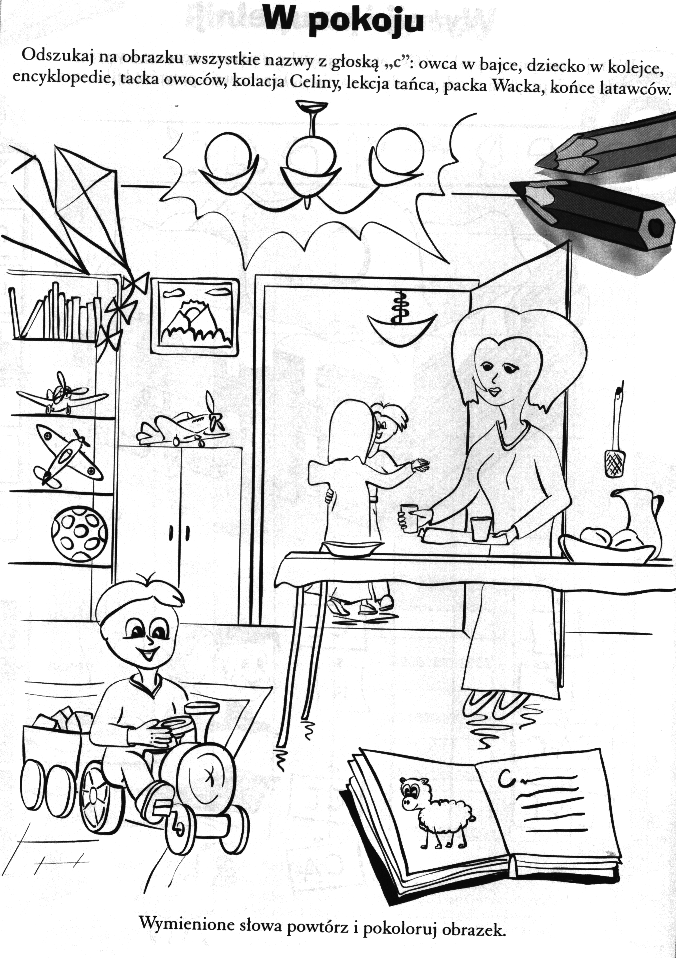 W pokoju
Odszukaj na obrazku wszystkie nazwy z głoską „c”: owca w bajce, dziecko w kolejce,
encyklopedie, tacka owoców, kolacja Celiny, lekcja tańca, packa Wacka, końce latawców.
C
Wymienione słowa powtórz i pokoloruj obrazek.